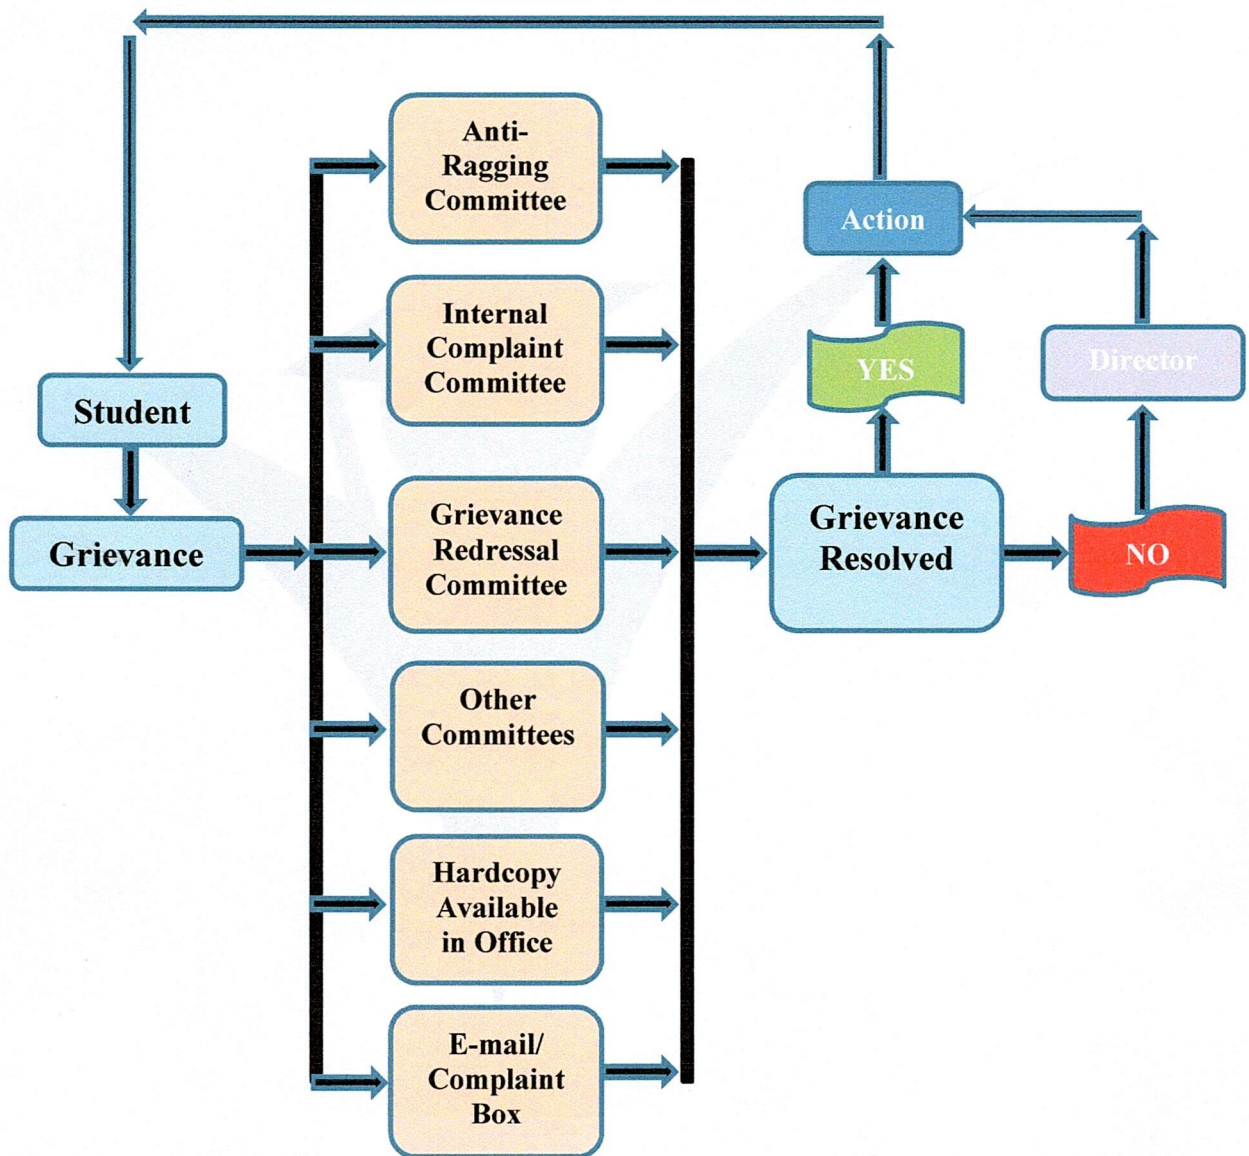 Anti-
Ragging
Committee
Action
Internal
Complaint
Committee
YES
Director
Student
Grievance
Grievance
Redressal
Committee
Grievance
Resolved
NO
Other
Committees
Hardcopy
Available
in Office
E-mail/
Complaint
Box